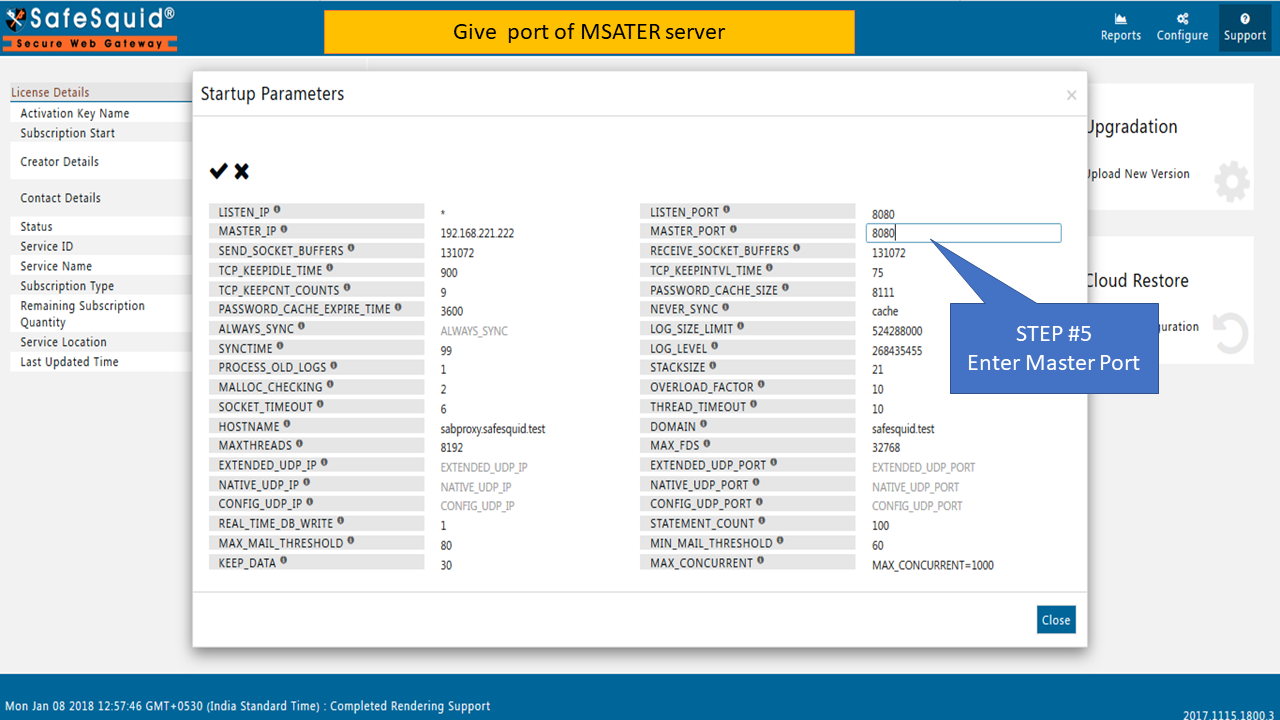 SafeSquid®
Secure Web Gateway
Give port of MSATER server
Reports
Configure
Support
License Details
Activation Key Name
Subscription Start
Creator Details
Contact Details
Status
Service ID
Service Name
Subscription Type
Remaining Subscription
Quantity
Service Location
Last Updated Time
Startup Parameters
×
LISTEN_IP * LISTEN_PORT 8080
MASTER_IP 192.168.221.222 MASTER_PORT 8080
SEND_SOCKET_BUFFERS 131072 RECEIVE_SOCKET_BUFFERS 131072
TCP_KEEPIDLE_TIME 900 TCP_KEEPINTVL_TIME 75
TCP_KEEPCNT_COUNTS 9 PASSWORD_CACHE_SIZE 8111
PASSWORD_CACHE_EXPIRE_TIME 3600 NEVER_SYNC cache
ALWAYS_SYNC ALWAYS_SYNC LOG_SIZE_LIMIT 524288000
SYNCTIME 99 LOG_LEVEL 268435455
PROCESS_OLD_LOGS 1 STACKSIZE 21
MALLOC_CHECKING 2 OVERLOAD_FACTOR 10
SOCKET_TIMEOUT 6 THREAD_TIMEOUT 10
HOSTNAME sabproxy.safesquid.test DOMAIN safesquid.test
MAXTHREADS 8192 MAX_FDS 32768
EXTENDED_UDP_IP EXTENDED_UDP_IP EXTENDED_UDP_PORT EXTENDED_UDP_PORT
NATIVE_UDP_IP NATIVE_UDP_IP NATIVE_UDP_PORT NATIVE_UDP_PORT
CONFIG_UDP_IP CONFIG_UDP_IP CONFIG_UDP_PORT CONFIG_UDP_PORT
REAL_TIME_DB_WRITE 1 STATEMENT_COUNT 100
MAX_MAIL_THRESHOLD 80 MIN_MAIL_THRESHOLD 60
KEEP_DATA 30 MAX_CONCURRENT MAX_CONCURRENT=1000
STEP #5
Enter Master Port
Close
Upgradation
Upload New Version
Cloud Restore
Mon Jan 08 2018 12:57:46 GMT+0530 (India Standard Time) : Completed Rendering Support
2017.1115.1800.3